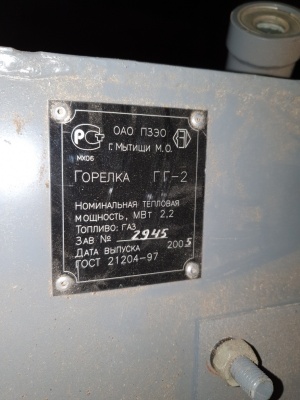 РСТ
ОАО ПЗЭО
г. Мытищи М.О.
МХ06
ГОРЕЛКА ГГ-2
НОМИНАЛЬНАЯ ТЕПЛОВАЯ
МОЩНОСТЬ, МВт 2,2
ТОПЛИВО: ГАЗ
ЗАВ № 2945
ДАТА ВЫПУСКА 2005
ГОСТ 21204-97